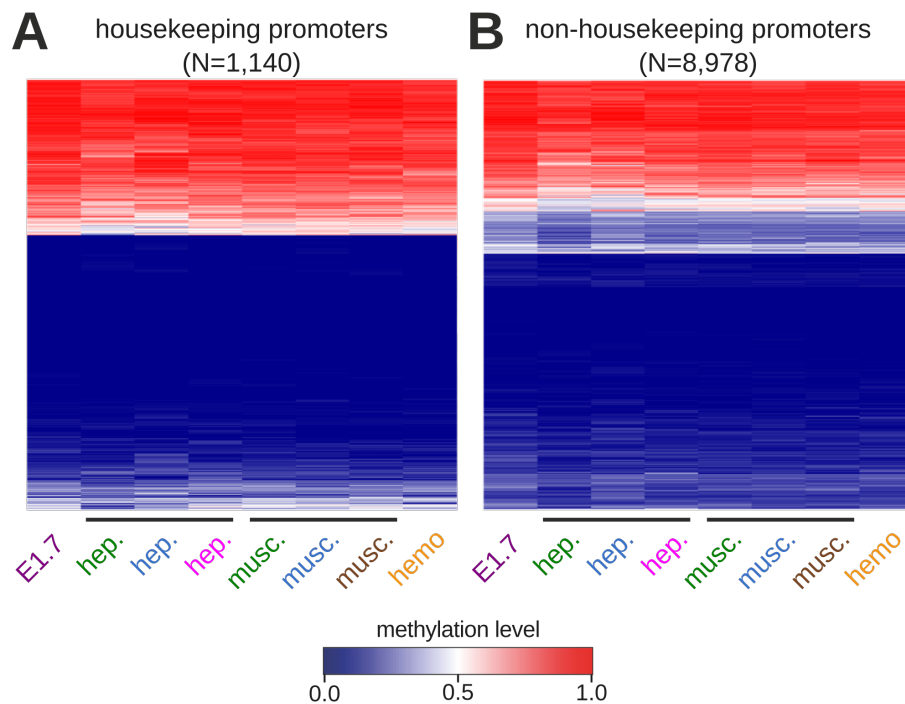 A
housekeeping promoters
(N=1,140)
B
non-housekeeping promoters
(N=8,978)
E1.7
hep.
hep.
hep.
musc.
musc.
musc.
hemo
E1.7
hep.
hep.
hep.
musc.
musc.
musc.
hemo
methylation level
0.0
0.5
1.0